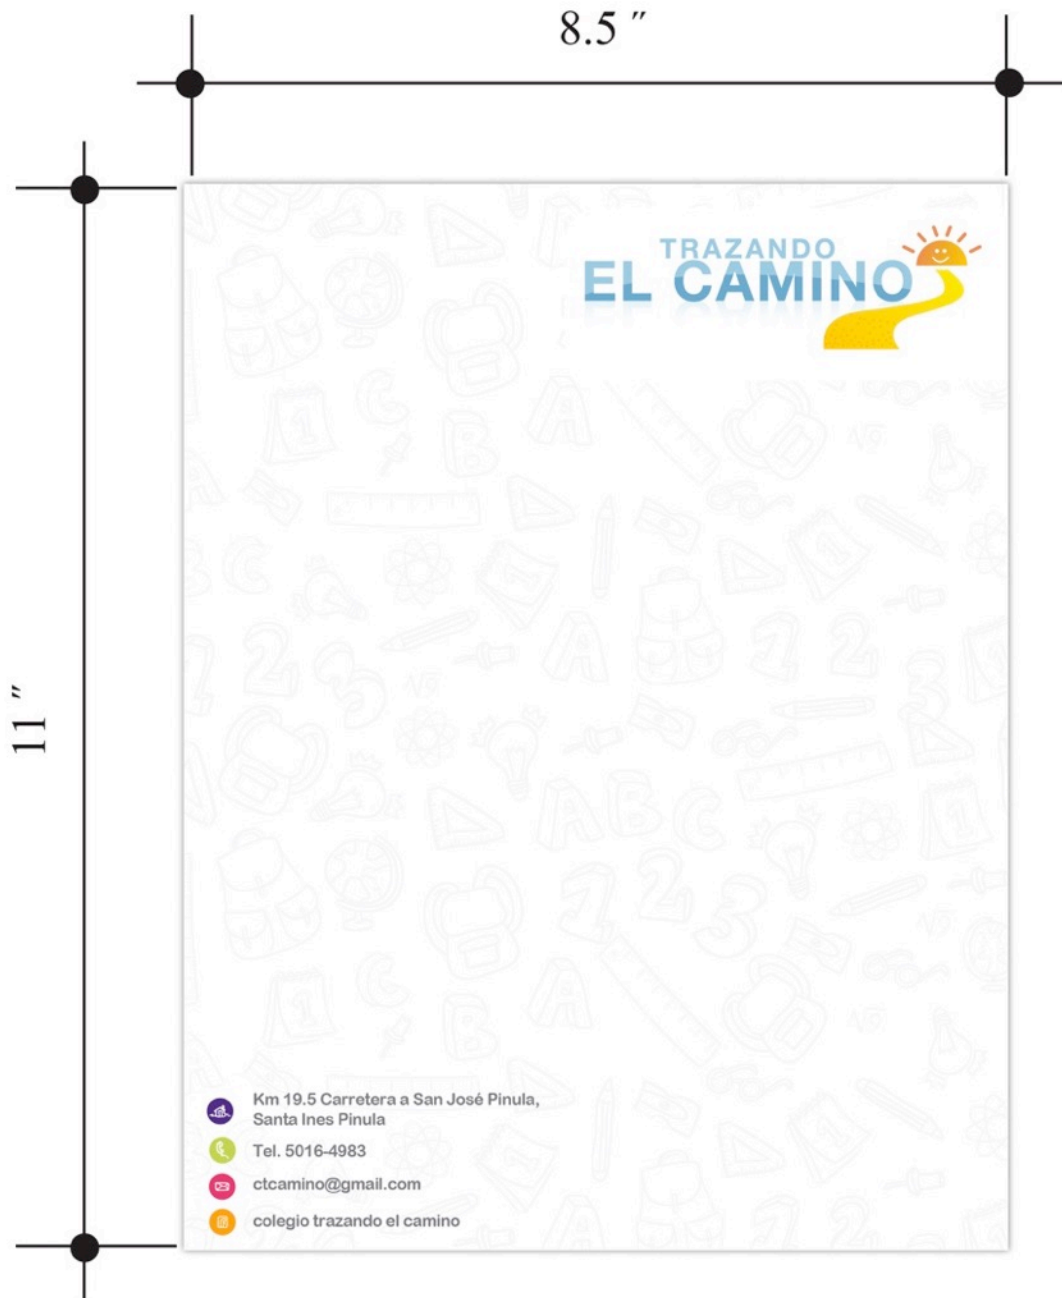 8.5 ″
11 ″
TRAZANDO
EL CAMINO
Km 19.5 Carretera a San José Pinula,
Santa Ines Pinula
Tel. 5016-4983
ctcamino@gmail.com
colegio trazando el camino